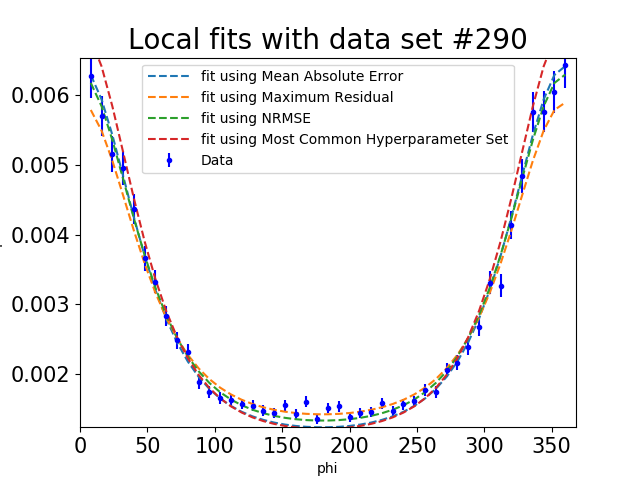 Local fits with data set #290
fit using Mean Absolute Error
fit using Maximum Residual
fit using NRMSE
fit using Most Common Hyperparameter Set
Data
0.006
0.005
0.004
0.003
0.002
0 50 100 150 200 250 300 350
phi